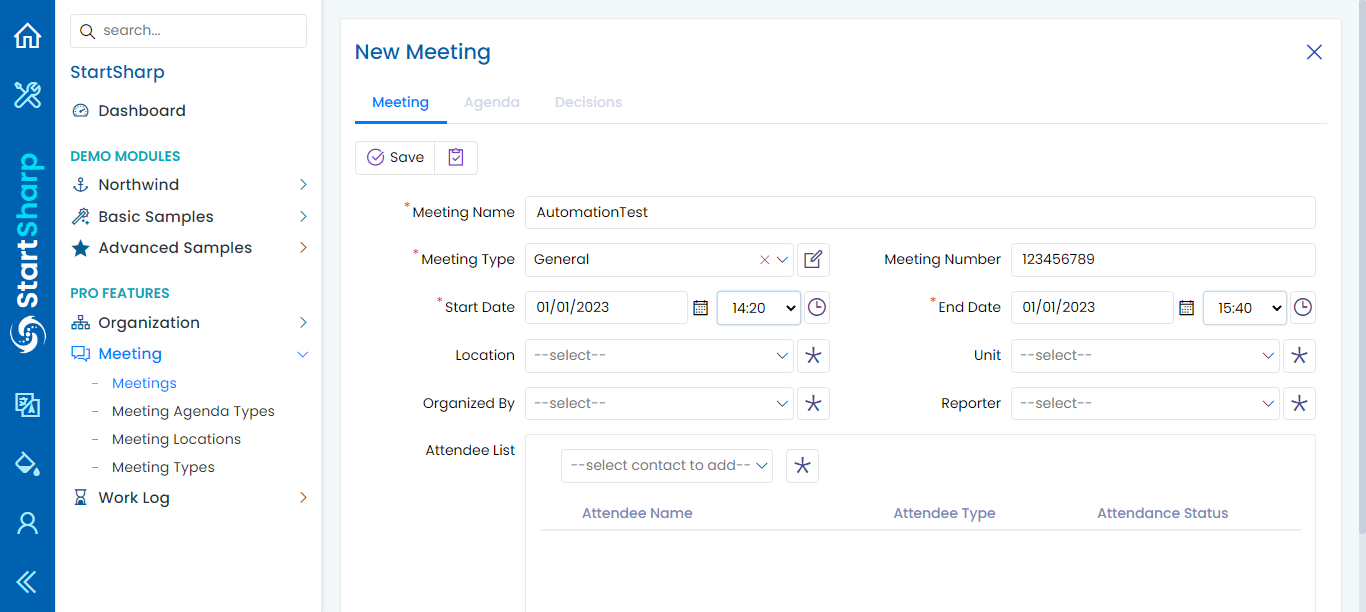 search...
StartSharp
StartSharp
Dashboard
DEMO MODULES
Northwind
Basic Samples
Advanced Samples
PRO FEATURES
Organization
Meeting
Meetings
Meeting Agenda Types
Meeting Locations
Meeting Types
Work Log
New Meeting
Meeting Agenda Decisions
Save
*Meeting Name AutomationTest
*Meeting Type General Meeting Number 123456789
*Start Date 01/01/2023 14:20 *End Date 01/01/2023 15:40
Location --select-- Unit --select--
Organized By --select-- Reporter --select--
Attendee List --select contact to add--
Attendee Name Attendee Type Attendance Status